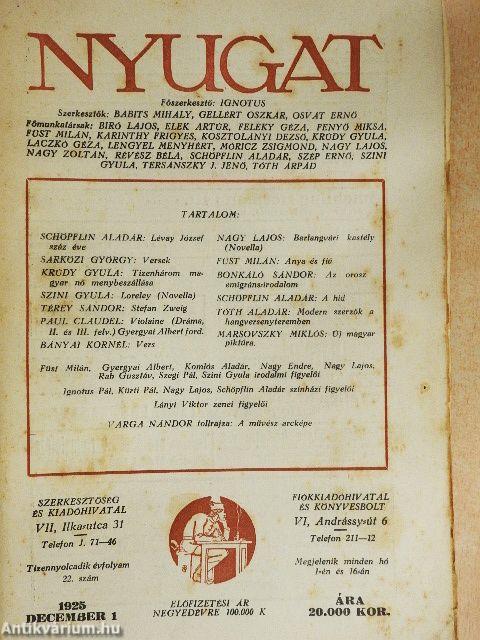 NYUGAT
Főszerkesztő: IGNOTUS
Szerkesztők: BABITS MIHÁLY, GELLÉRT OSZKÁR, OSVÁT ERNŐ
Főmunkatársak: BIRÓ LAJOS, ELEK ARTÚR, FELEKY GÉZA, FENYŐ MIKSA,
FÜST MILÁN, KARINTHY FRIGYES, KOSZTOLÁNYI DEZSŐ, KRÚDY GYULA,
LACZKÓ GÉZA, LENGYEL MENYHÉRT, MÓRICZ ZSIGMOND, NAGY LAJOS,
NAGY ZOLTÁN, RÉVÉSZ BÉLA, SCHÖPFLIN ALADÁR, SZÉP ERNŐ, SZINI
GYULA, TERSÁNSZKY J. JENŐ, TÓTH ÁRPÁD
TARTALOM:
SCHÖPFLIN ALADÁR: Lévay József
száz éve
SÁRKÖZI GYÖRGY: Versek
KRÚDY GYULA: Tizenhárom ma-
gyar nő menybeszállása
SZINI GYULA: Loreley (Novella)
TÉREY SÁNDOR: Stefan Zweig
PAUL CLAUDEL: Violaine (Dráma,
II. és III. felv.) Gyergyai Albert ford.
BÁNYAI KORNÉL: Vers
NAGY LAJOS: Barlangvári kastély
(Novella)
FÜST MILÁN: Anya és fió
BONKÁLÓ SÁNDOR: Az orosz
emigráns-irodalom
SCHÖPFLIN ALADÁR: A híd
TÓTH ALADÁR: Modern szerzők a
hangversenyteremben
MAROSOVSZKY MIKLÓS: Új magyar
piktúra.
Füst Milán, Gyergyai Albert, Komlós Aladár, Nagy Endre, Nagy Lajos,
Rab Gusztáv, Szegi Pál, Szini Gyula irodalmi figyelői
Ignotus Pál, Kürti Pál, Nagy Lajos, Schöpflin Aladár színházi figyelői
Lányi Viktor zenei figyelői
VARGA NÁNDOR tollrajza: A művész arcképe
SZERKESZTŐSÉG
ÉS KIADÓHIVATAL
VII, Ilka-utca 31
Telefon J. 71—46
Tizennyolcadik évfolyam
22. szám
1925
DECEMBER 1
ELŐFIZETÉSI ÁR
NEGYEDÉVRE 100.000 K
FIÓKKIADÓHIVATAL
ÉS KÖNYVESBOLT
VI, Andrássy-út 6
Telefon 211—12
Megjelenik minden hó
1-én és 16-án
ÁRA
20.000 KOR.
Antikvárium.hu